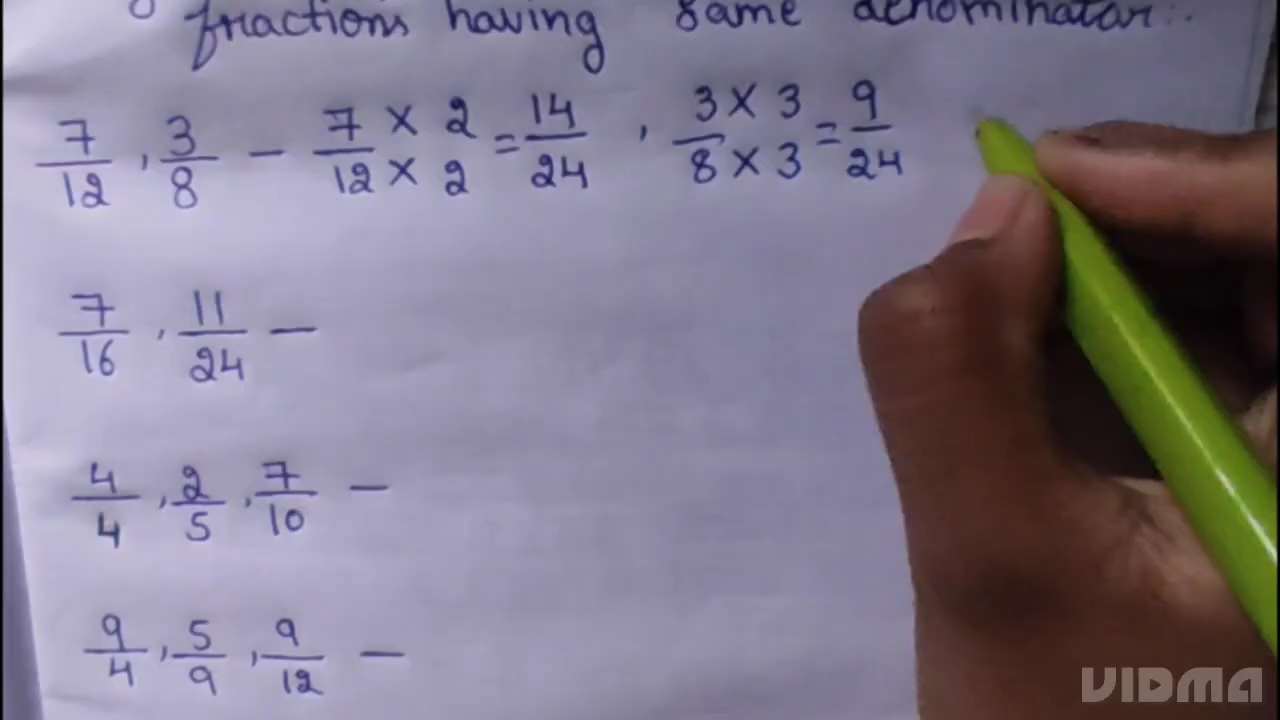 fractions having same denominator.
7/12 , 3/8 — 7/12 × 2/2 = 14/24 , 3/8 × 3/3 = 9/24
7/16 , 11/24 —
4/4 , 2/5 , 7/10 —
9/4 , 5/9 , 9/12 —
VIDMA